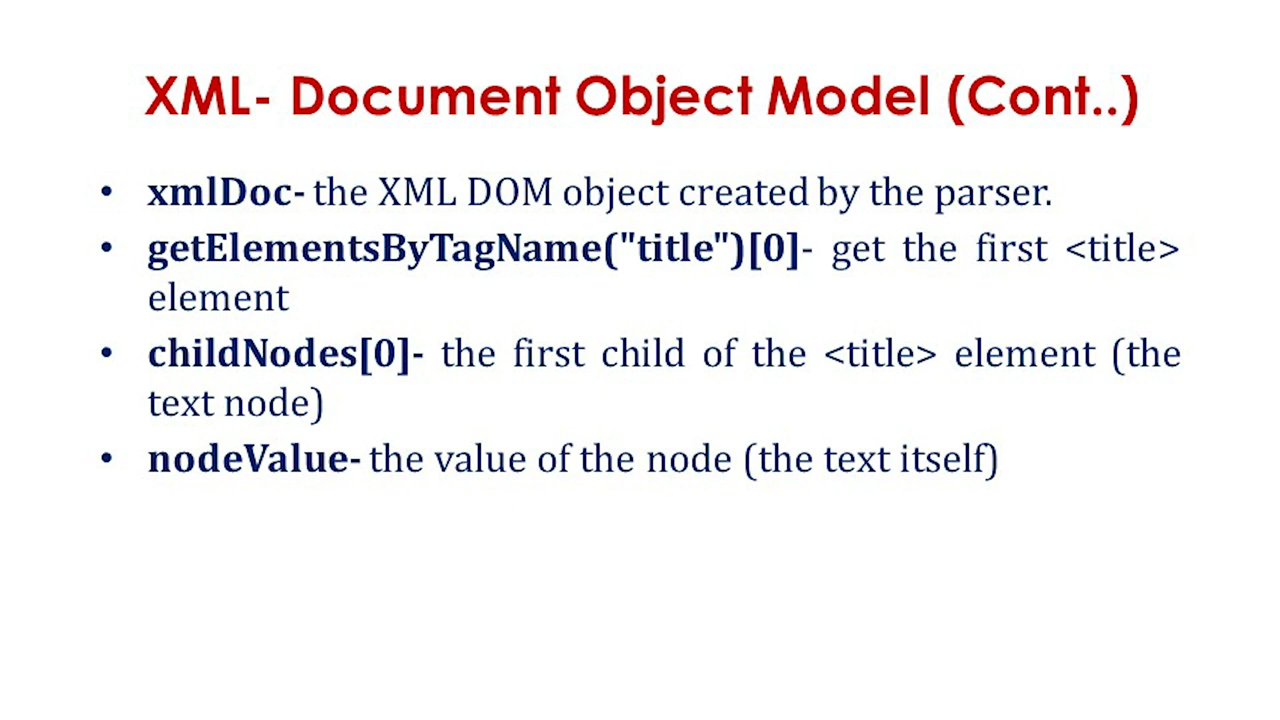 XML- Document Object Model (Cont..)
• xmlDoc- the XML DOM object created by the parser.
• getElementsByTagName("title")[0]- get the first <title>
element
• childNodes[0]- the first child of the <title> element (the
text node)
• nodeValue- the value of the node (the text itself)